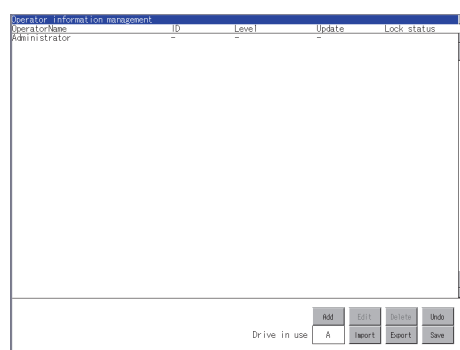 Operator information management
OperatorName ID Level Update Lock status
Administrator - - -
Add Edit Delete Undo
Drive in use A Import Export Save